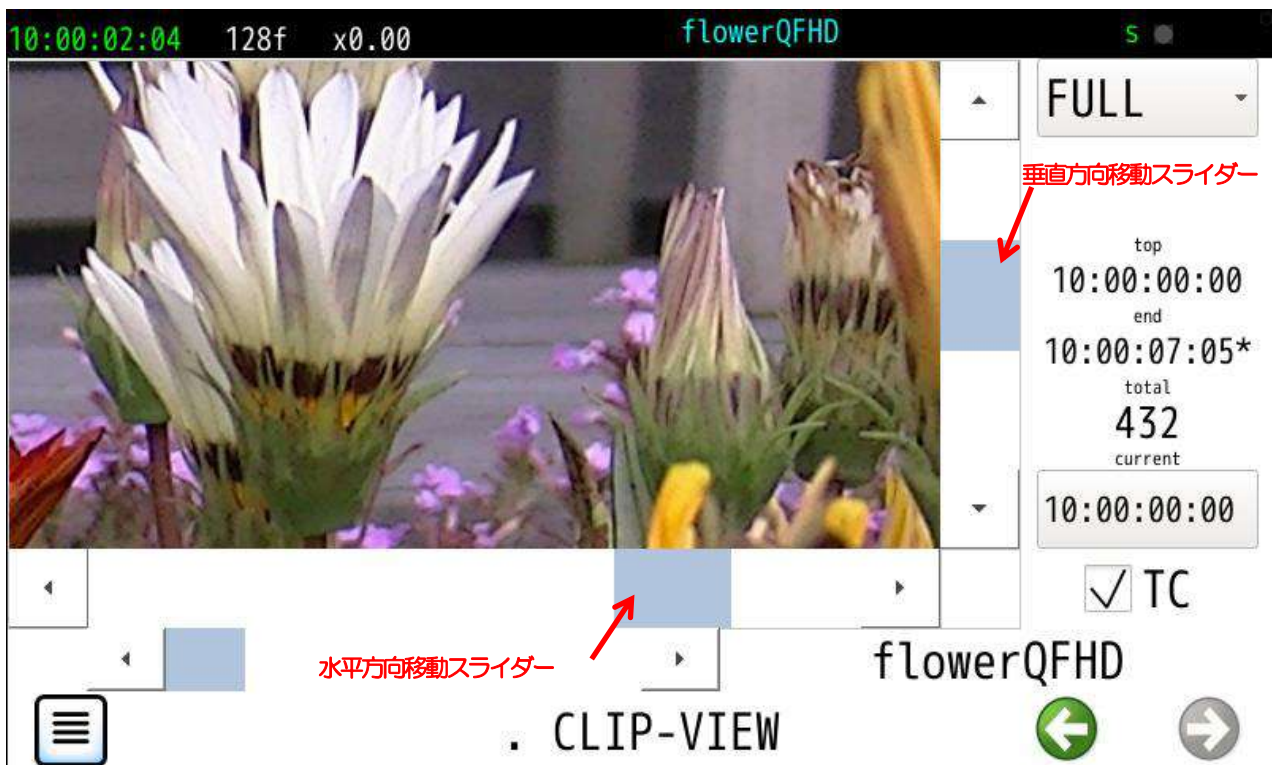 10:00:02:04 128f x0.00 flowerQFHD S
FULL
垂直方向移動スライダー
top
10:00:00:00
end
10:00:07:05*
total
432
current
10:00:00:00
TC
水平方向移動スライダー
flowerQFHD
. CLIP-VIEW